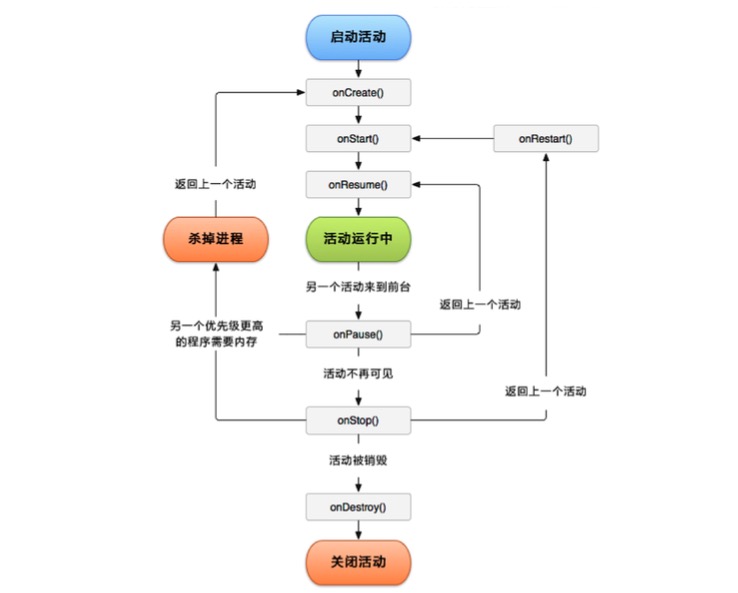 启动活动
onCreate()
onStart()
onRestart()
返回上一个活动
onResume()
杀掉进程
活动运行中
另一个活动来到前台
返回上一个活动
另一个优先级更高
的程序需要内存
onPause()
活动不再可见
返回上一个活动
onStop()
活动被销毁
onDestroy()
关闭活动